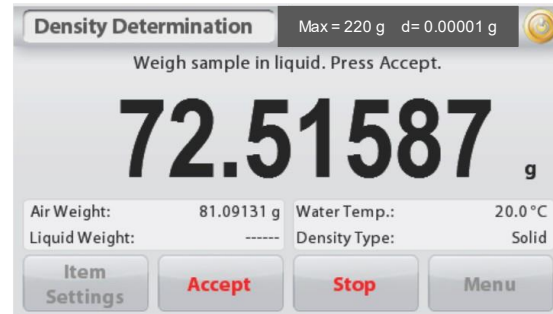 Density Determination Max = 220 g d= 0.00001 g
Weigh sample in liquid. Press Accept.
72.51587 g
Air Weight: 81.09131 g Water Temp.: 20.0 °C
Liquid Weight: ------ Density Type: Solid
Item Settings Accept Stop Menu